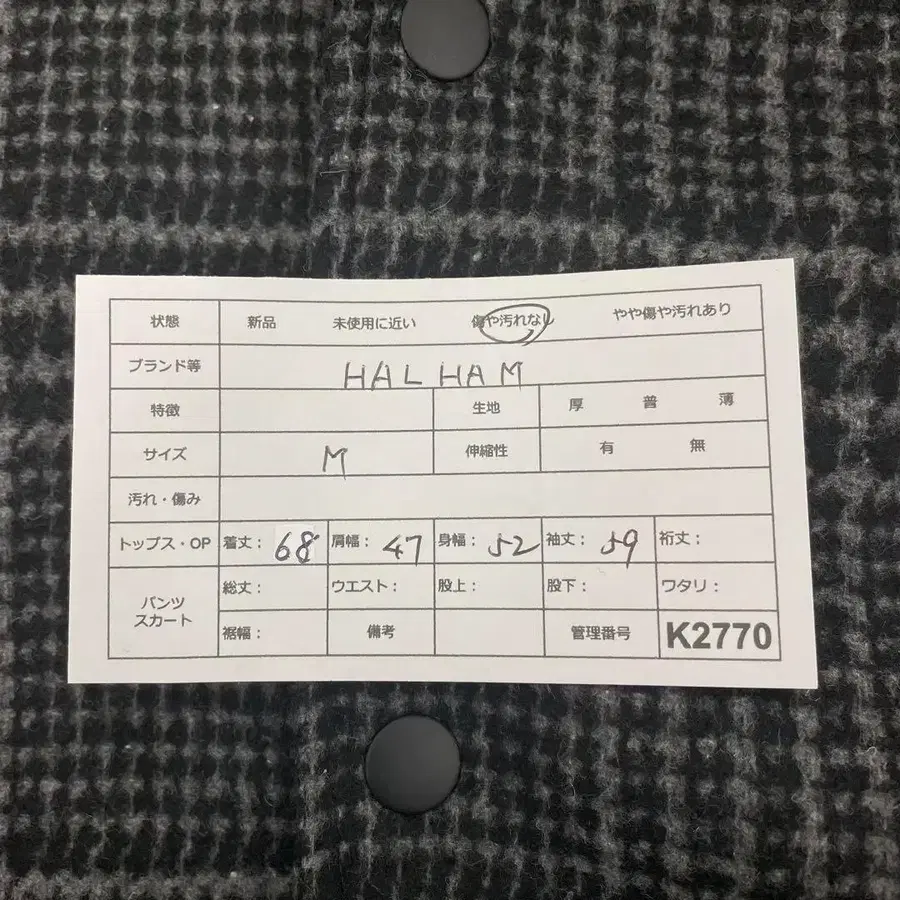 状態 新品 未使用に近い 傷や汚れなし やや傷や汚れあり
ブランド等 HALHAM
特徴 生地 厚 普 薄
サイズ M 伸縮性 有 無
汚れ・傷み
トップス・OP 着丈： 68 肩幅： 47 身幅： 52 袖丈： 59 裄丈：
パンツ
スカート
総丈： ウエスト： 股上： 股下： ワタリ：
裾幅： 備考 管理番号 K2770